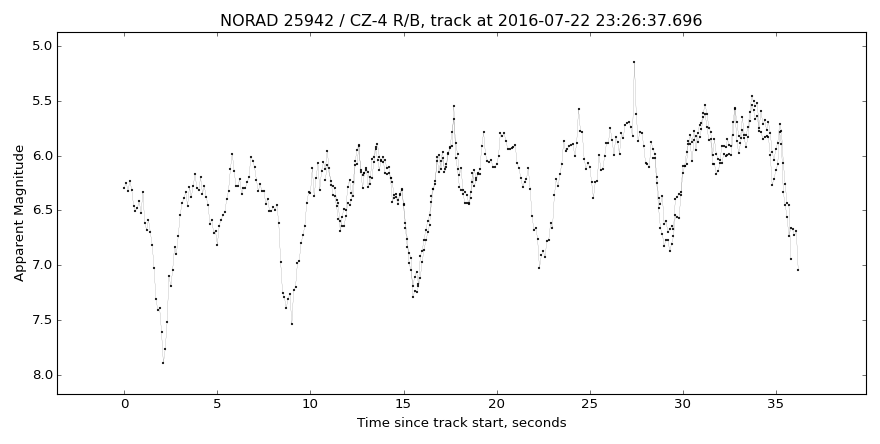 NORAD 25942 / CZ-4 R/B, track at 2016-07-22 23:26:37.696
Apparent Magnitude
5.0
5.5
6.0
6.5
7.0
7.5
8.0
0 5 10 15 20 25 30 35
Time since track start, seconds